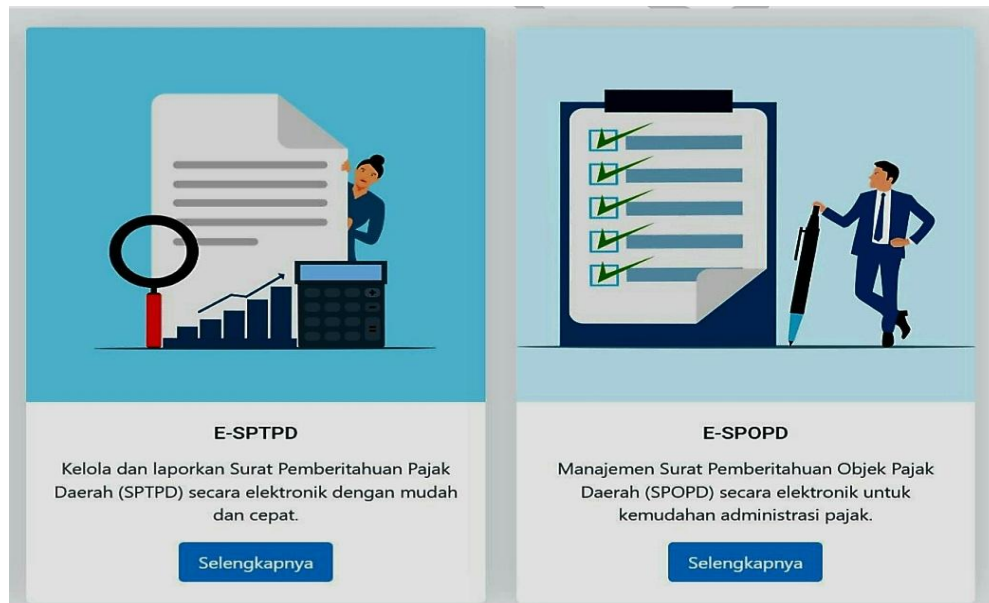 E-SPTPD
Kelola dan laporkan Surat Pemberitahuan Pajak
Daerah (SPTPD) secara elektronik dengan mudah
dan cepat.
Selengkapnya
E-SPOPD
Manajemen Surat Pemberitahuan Objek Pajak
Daerah (SPOPD) secara elektronik untuk
kemudahan administrasi pajak.
Selengkapnya